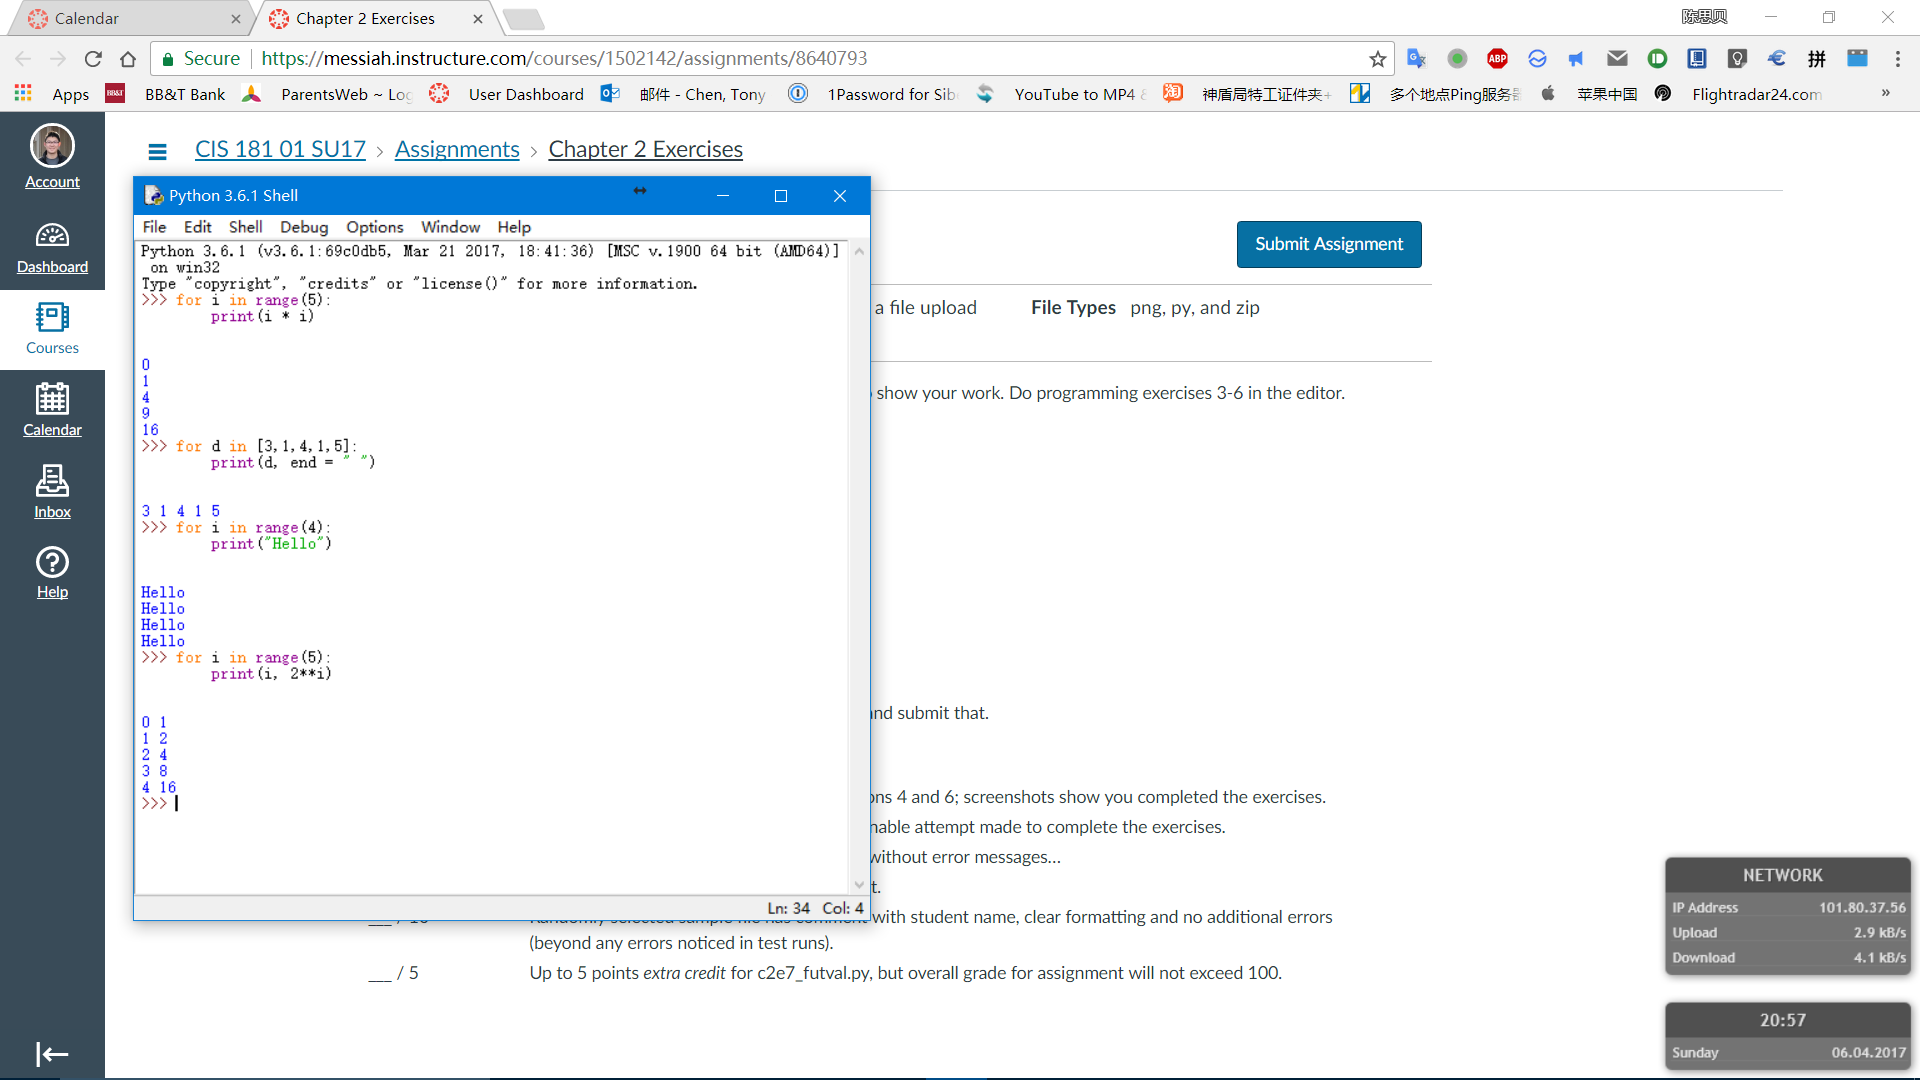 Calendar
Chapter 2 Exercises
陈思贝
Secure
https://messiah.instructure.com/courses/1502142/assignments/8640793
Apps
BB&T Bank
ParentsWeb ~ Log
User Dashboard
邮件 - Chen, Tony
1Password for Sib
YouTube to MP4
神盾局特工证件夹
多个地点Ping服务器
苹果中国
Flightradar24.com
»
Account
Dashboard
Courses
Calendar
Inbox
Help
CIS 181 01 SU17 › Assignments › Chapter 2 Exercises
Submit Assignment
a file upload File Types png, py, and zip
show your work. Do programming exercises 3-6 in the editor.
and submit that.
ons 4 and 6; screenshots show you completed the exercises.
nable attempt made to complete the exercises.
without error messages...
t.
with student name, clear formatting and no additional errors
(beyond any errors noticed in test runs).
___ / 5 Up to 5 points extra credit for c2e7_futval.py, but overall grade for assignment will not exceed 100.
Python 3.6.1 Shell
File Edit Shell Debug Options Window Help
Python 3.6.1 (v3.6.1:69c0db5, Mar 21 2017, 18:41:36) [MSC v.1900 64 bit (AMD64)]
on win32
Type "copyright", "credits" or "license()" for more information.
>>> for i in range(5):
print(i * i)
0
1
4
9
16
>>> for d in [3,1,4,1,5]:
print(d, end = " ")
3 1 4 1 5
>>> for i in range(4):
print("Hello")
Hello
Hello
Hello
Hello
>>> for i in range(5):
print(i, 2**i)
0 1
1 2
2 4
3 8
4 16
>>>
Ln: 34 Col: 4
NETWORK
IP Address 101.80.37.56
Upload 2.9 kB/s
Download 4.1 kB/s
20:57
Sunday 06.04.2017